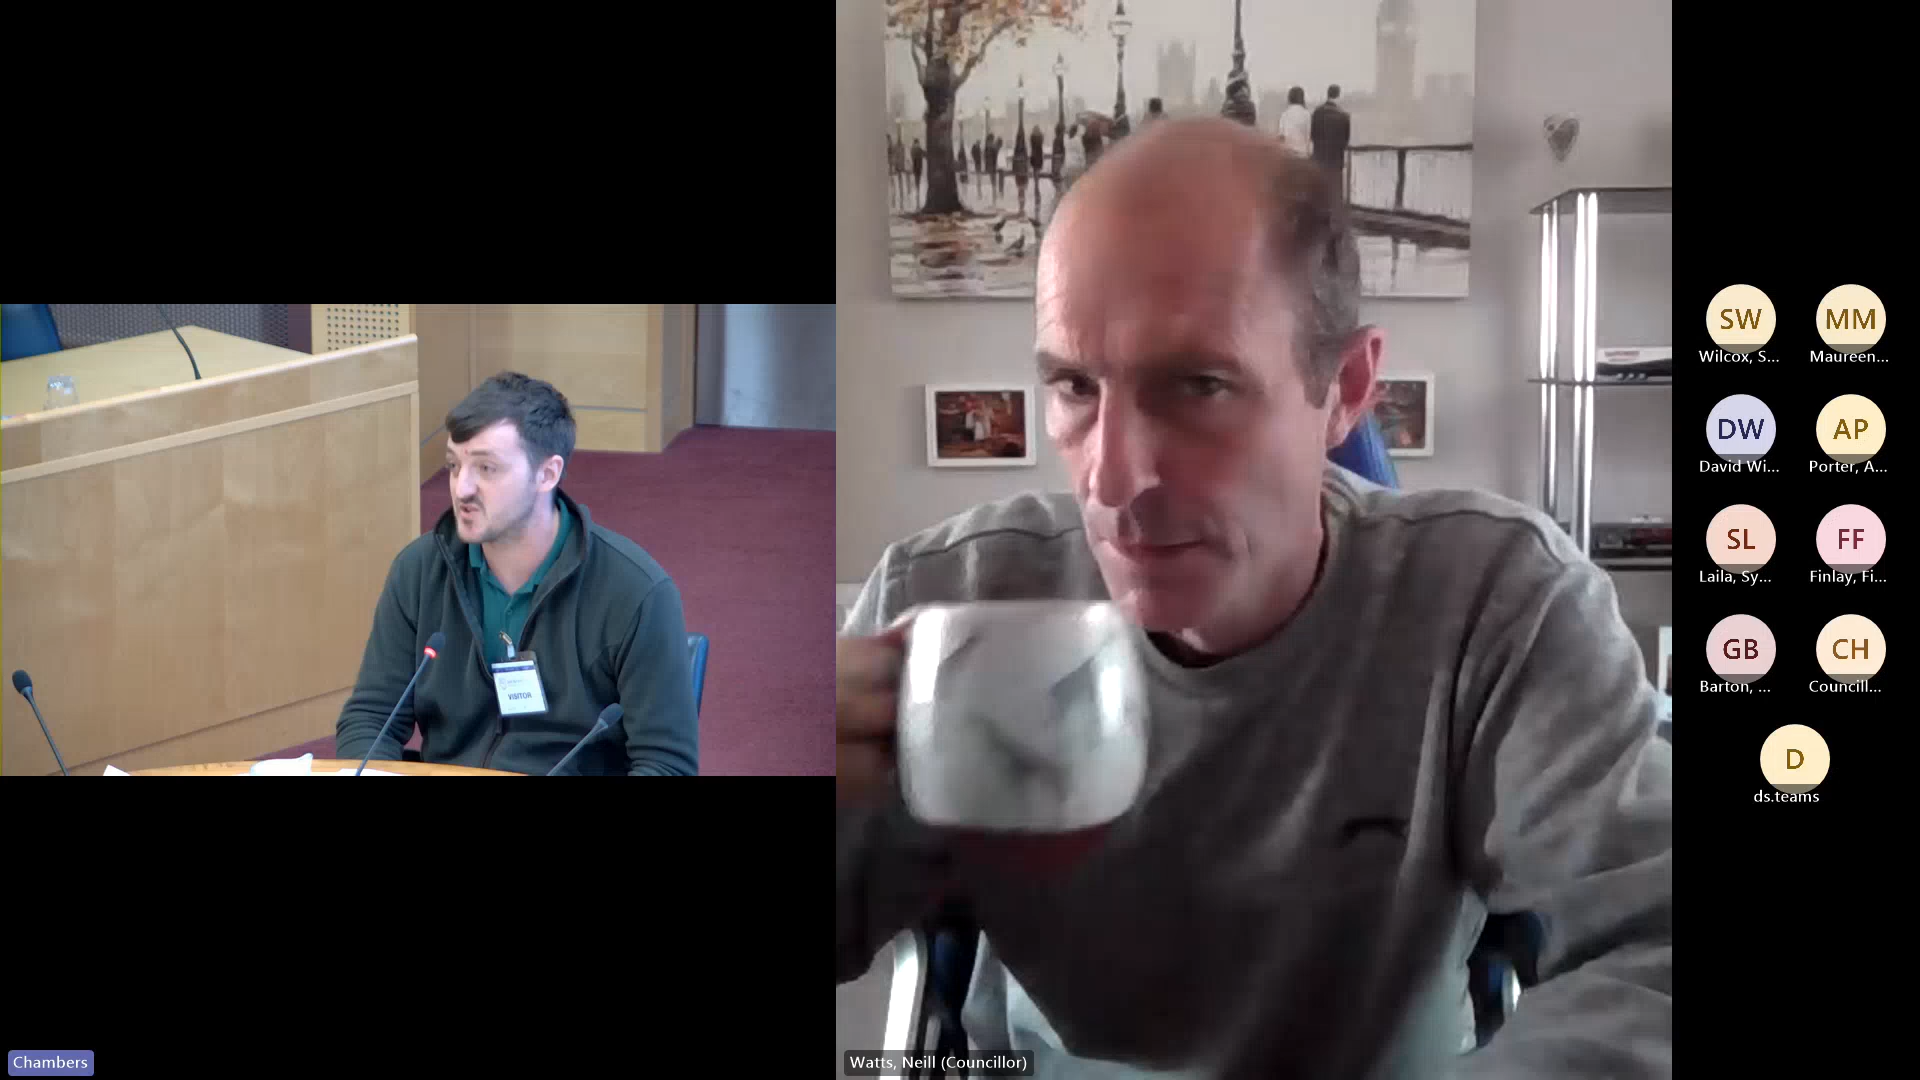 VISITOR
Chambers
Watts, Neill (Councillor)
SW
MM
Wilcox, S...
Maureen...
DW
AP
David Wi...
Porter, A...
SL
FF
Laila, Sy...
Finlay, Fi...
GB
CH
Barton, ...
Councill...
D
ds.teams